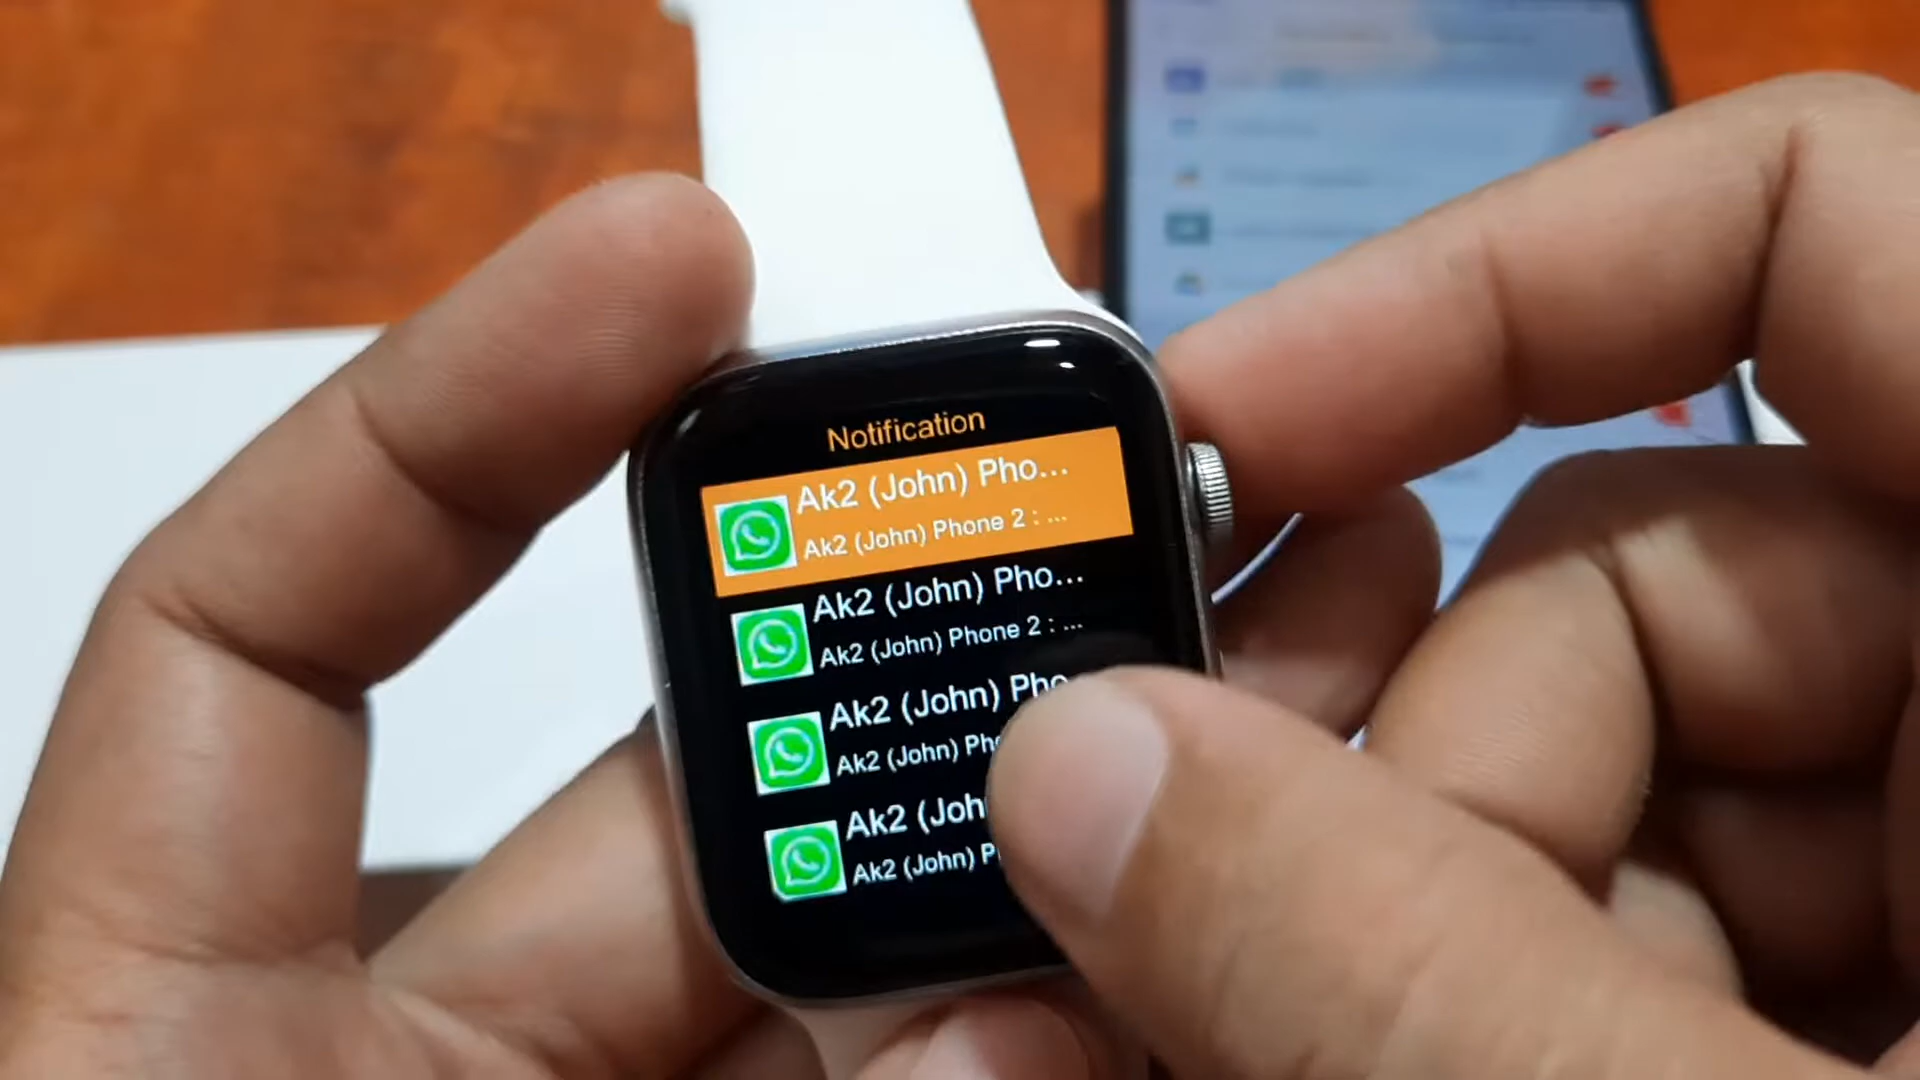 Notification
Ak2 (John) Pho...
Ak2 (John) Phone 2 : ...
Ak2 (John) Pho...
Ak2 (John) Phone 2 : ...
Ak2 (John) Pho
Ak2 (John) Pho
Ak2 (Joh
Ak2 (John) P